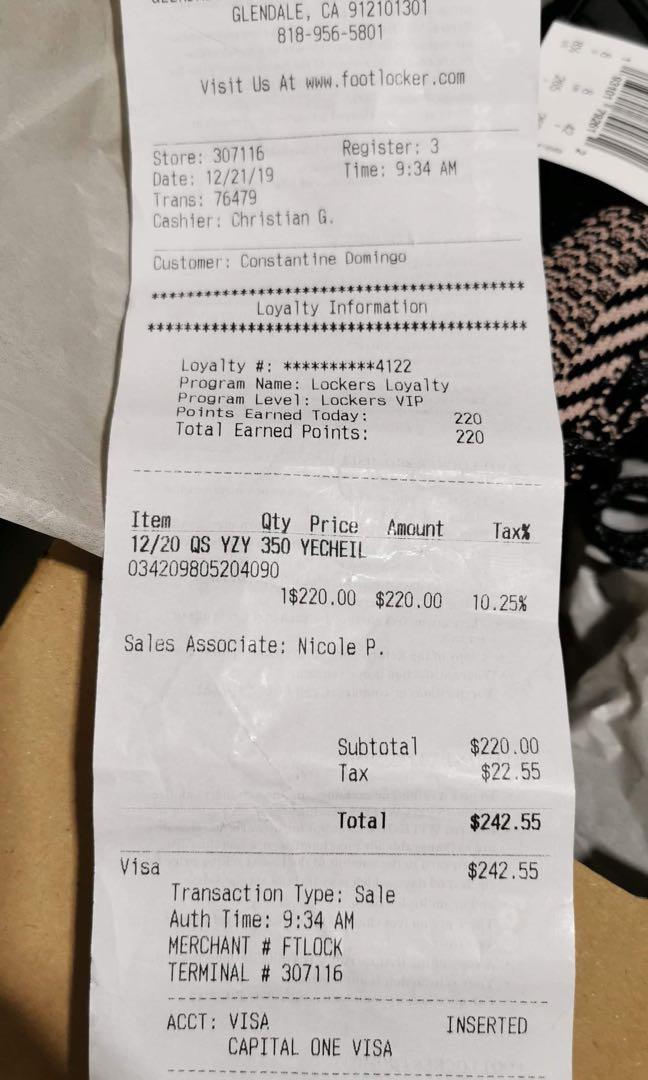 GLENDALE, CA 912101301
818-956-5801
Visit Us At www.footlocker.com
Store: 307116 Register: 3
Date: 12/21/19 Time: 9:34 AM
Trans: 76479
Cashier: Christian G.
Customer: Constantine Domingo
******************************************
Loyalty Information
******************************************
Loyalty #: **********4122
Program Name: Lockers Loyalty
Program Level: Lockers VIP
Points Earned Today: 220
Total Earned Points: 220
Item Qty Price Amount Tax%
12/20 QS YZY 350 YECHEIL
034209805204090
1$220.00 $220.00 10.25%
Sales Associate: Nicole P.
Subtotal $220.00
Tax $22.55
Total $242.55
Visa $242.55
Transaction Type: Sale
Auth Time: 9:34 AM
MERCHANT # FTLOCK
TERMINAL # 307116
ACCT: VISA INSERTED
CAPITAL ONE VISA